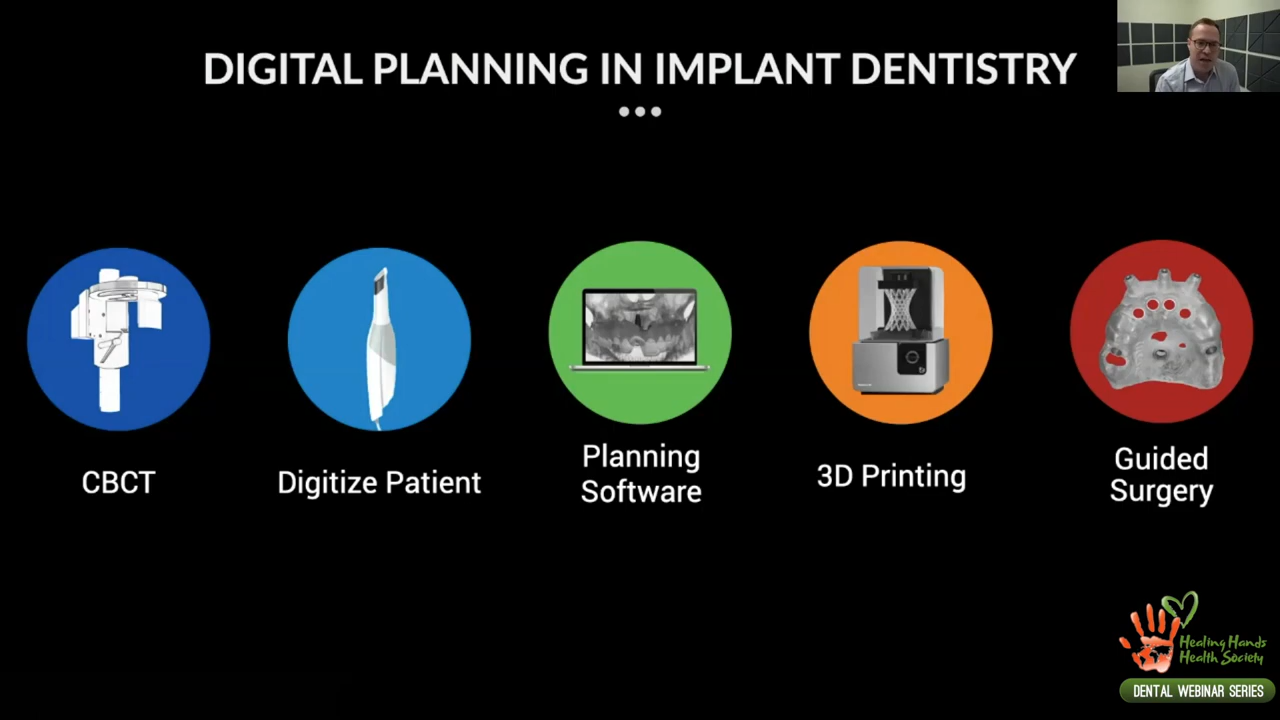 DIGITAL PLANNING IN IMPLANT DENTISTRY
CBCT
Digitize Patient
Planning
Software
3D Printing
Guided
Surgery
Healing Hands
Health Society
DENTAL WEBINAR SERIES